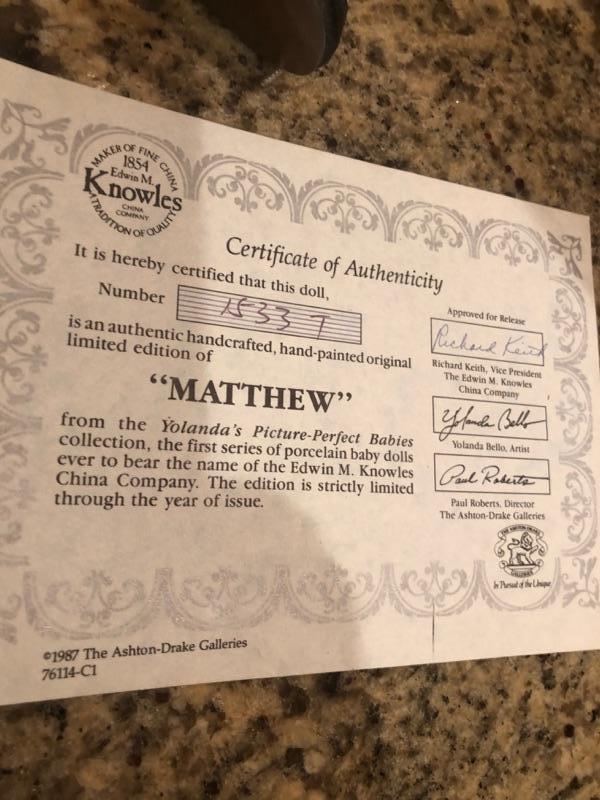 MAKER OF FINE CHINA
1854
Edwin M.
Knowles
CHINA
COMPANY
TRADITION OF QUALITY
Certificate of Authenticity
It is hereby certified that this doll,
Number 1533 T
is an authentic handcrafted, hand-painted original
limited edition of
“MATTHEW”
from the Yolanda's Picture-Perfect Babies
collection, the first series of porcelain baby dolls
ever to bear the name of the Edwin M. Knowles
China Company. The edition is strictly limited
through the year of issue.
©1987 The Ashton-Drake Galleries
76114-C1
Approved for Release
Richard Keith
Richard Keith, Vice President
The Edwin M. Knowles
China Company
Yolanda Bello
Yolanda Bello, Artist
Paul Roberts
Paul Roberts, Director
The Ashton-Drake Galleries
THE ASHTON-DRAKE
GALLERIES
In Pursuit of the Unique